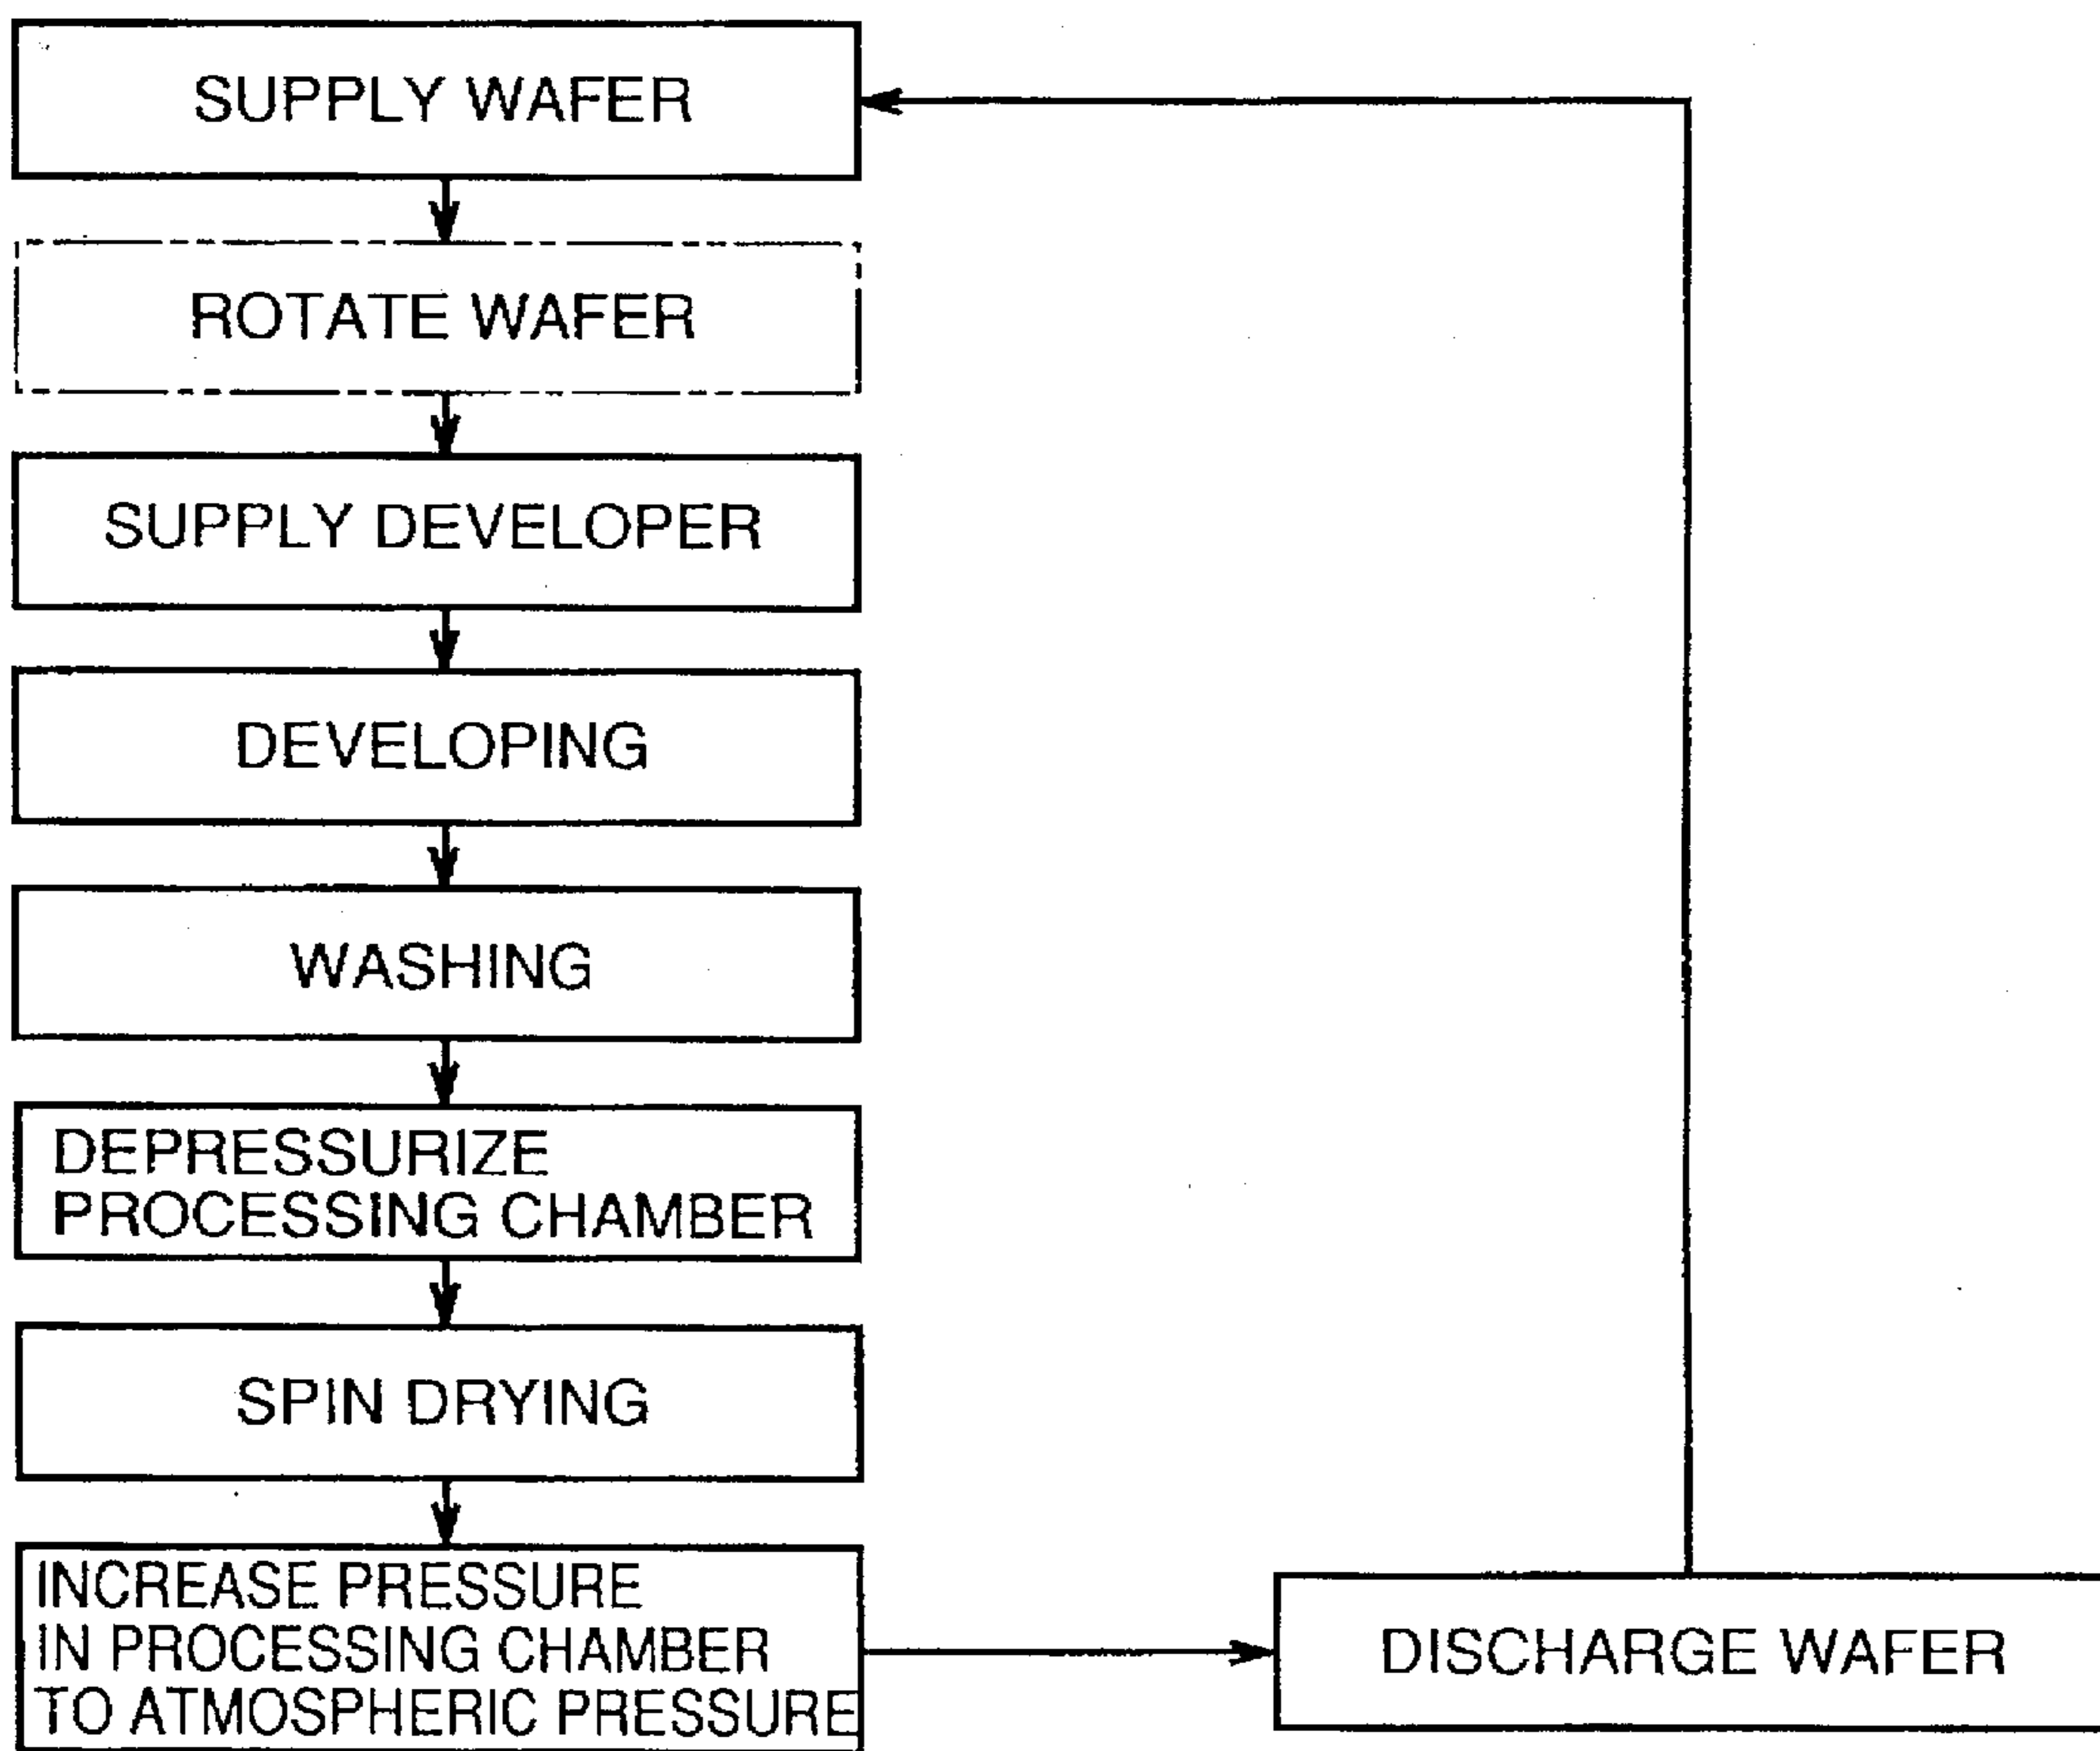 SUPPLY WAFER
ROTATE WAFER
SUPPLY DEVELOPER
DEVELOPING
WASHING
DEPRESSURIZE
PROCESSING CHAMBER
SPIN DRYING
INCREASE PRESSURE
IN PROCESSING CHAMBER
TO ATMOSPHERIC PRESSURE
DISCHARGE WAFER